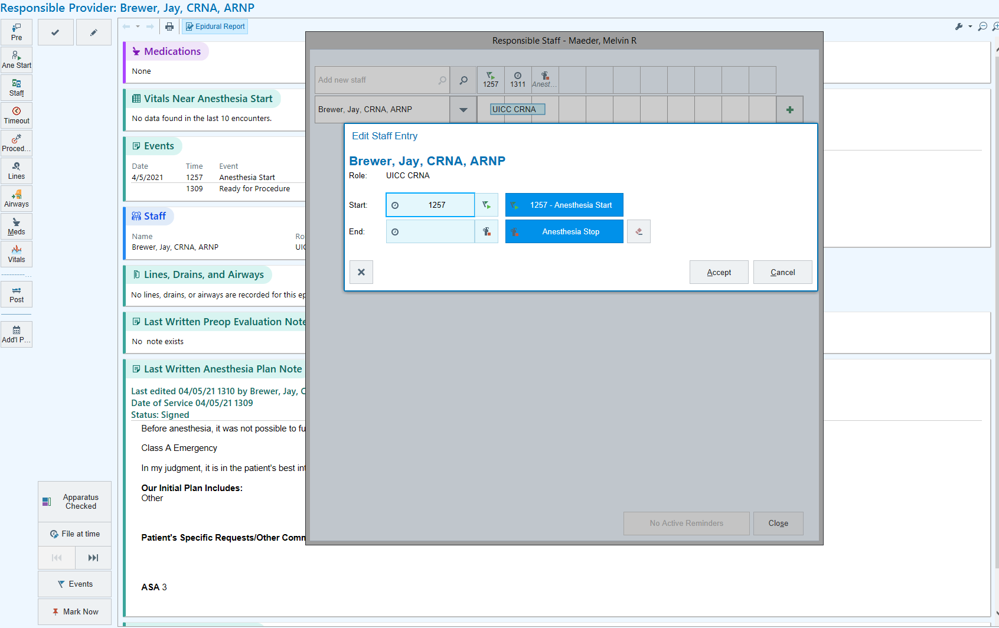 Responsible Provider: Brewer, Jay, CRNA, ARNP
Pre
Ane Start
Staff
Timeout
Proced...
Lines
Airways
Meds
Vitals
Post
Add'l P...
Apparatus
Checked
File at time
Events
Mark Now
Epidural Report
Medications
None
Vitals Near Anesthesia Start
No data found in the last 10 encounters.
Events
Date Time Event
4/5/2021 1257 Anesthesia Start
1309 Ready for Procedure
Staff
Name Ro
Brewer, Jay, CRNA, ARNP UIC
Lines, Drains, and Airways
No lines, drains, or airways are recorded for this ep
Last Written Preop Evaluation Note
No note exists
Last Written Anesthesia Plan Note
Last edited 04/05/21 1310 by Brewer, Jay, C
Date of Service 04/05/21 1309
Status: Signed
Before anesthesia, it was not possible to fu
Class A Emergency
In my judgment, it is in the patient's best int
Our Initial Plan Includes:
Other
Patient's Specific Requests/Other Comm
ASA 3
Responsible Staff - Maeder, Melvin R
Add new staff 1257 1311 Anest...
Brewer, Jay, CRNA, ARNP UICC CRNA
Edit Staff Entry
Brewer, Jay, CRNA, ARNP
Role: UICC CRNA
Start: 1257 1257 - Anesthesia Start
End: Anesthesia Stop
Accept Cancel
No Active Reminders Close